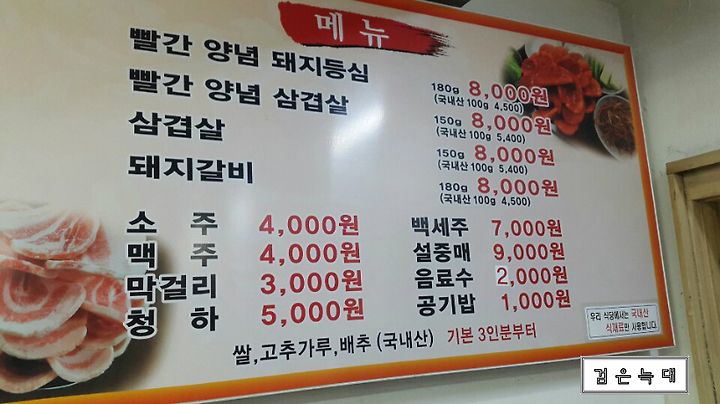 메뉴
빨간 양념 돼지등심 180g 8,000원
(국내산 100g 4,500)
빨간 양념 삼겹살 150g 8,000원
(국내산 100g 5,400)
삼겹살 150g 8,000원
(국내산 100g 5,400)
돼지갈비 180g 8,000원
(국내산 100g 4,500)
소 주 4,000원 백세주 7,000원
맥 주 4,000원 설중매 9,000원
막걸리 3,000원 음료수 2,000원
청 하 5,000원 공기밥 1,000원
쌀,고추가루,배추 (국내산) 기본 3인분부터
우리 식당에서는 국내산
식재료만 사용합니다.
검은늑대